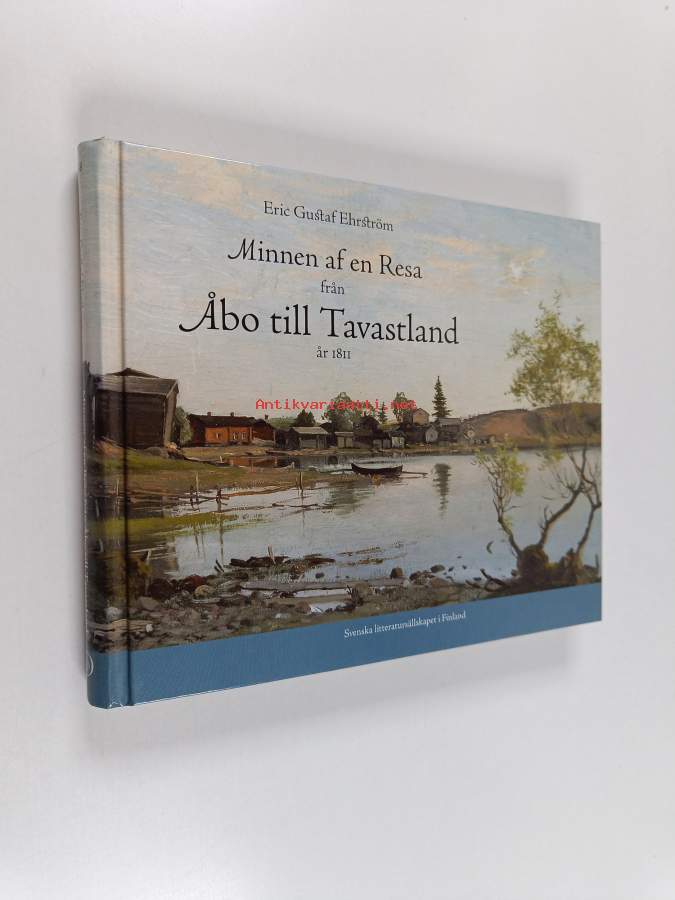 Eric Gustaf Ehrström
Minnen af en Resa
från
Åbo till Tavastland
år 1811
Antikvariaatti.net
Svenska litteratursällskapet i Finland